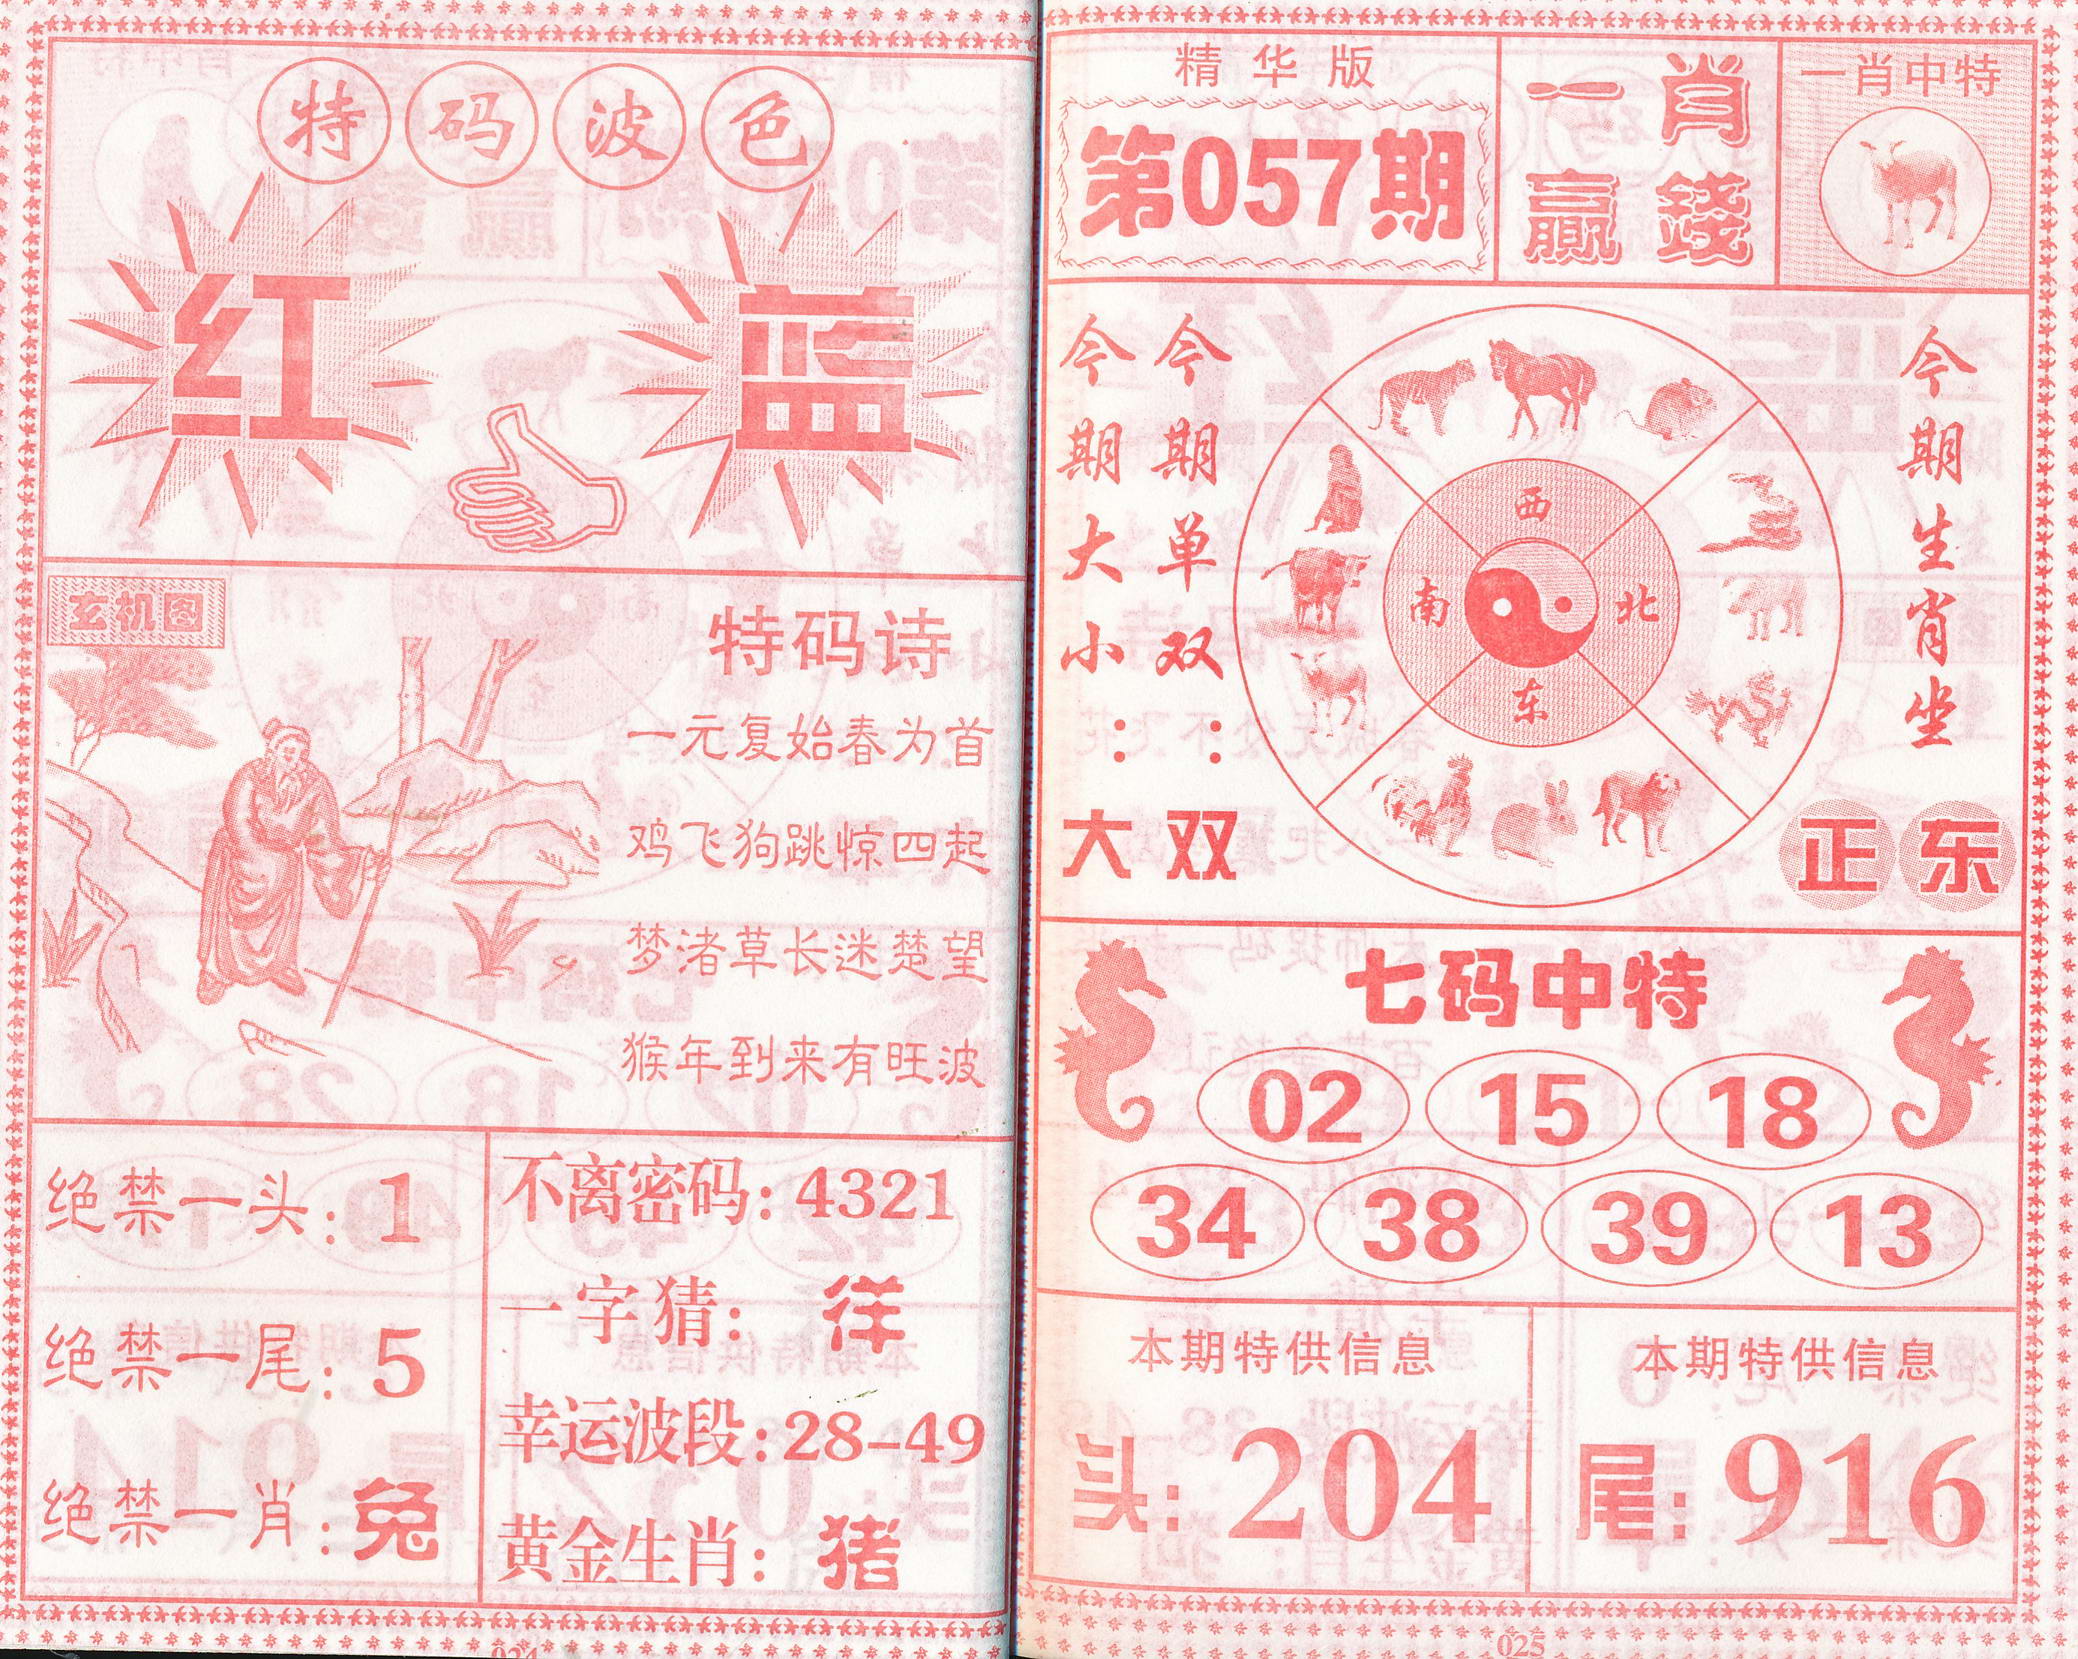 特码波色
红 蓝
玄机图
特码诗
一元复始春为首
鸡飞狗跳惊四起
梦渚草长迷楚望
猴年到来有旺波
绝禁一头: 1
绝禁一尾: 5
绝禁一肖: 兔
不离密码: 4321
一字猜: 徉
幸运波段: 28-49
黄金生肖: 猪
精华版
第057期
一肖
赢錢
一肖中特
今期大小: 大
今期单双: 双
西
南 北
东
今期生肖坐
正东
七码中特
02 15 18
34 38 39 13
本期特供信息
头: 204
本期特供信息
尾: 916
025